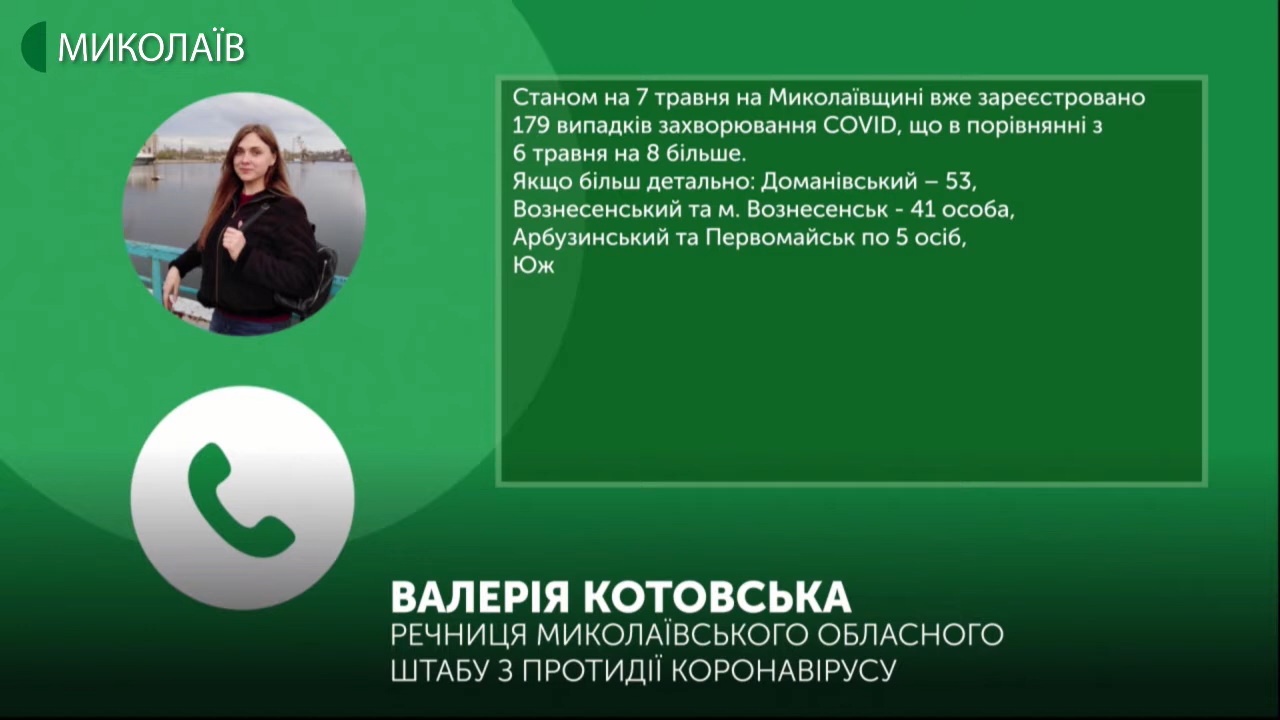 МИКОЛАЇВ
Станом на 7 травня на Миколаївщині вже зареєстровано
179 випадків захворювання COVID, що в порівнянні з
6 травня на 8 більше.
Якщо більш детально: Доманівський – 53,
Вознесенський та м. Вознесенськ - 41 особа,
Арбузинський та Первомайськ по 5 осіб,
Юж
ВАЛЕРІЯ КОТОВСЬКА
РЕЧНИЦЯ МИКОЛАЇВСЬКОГО ОБЛАСНОГО
ШТАБУ З ПРОТИДІЇ КОРОНАВІРУСУ